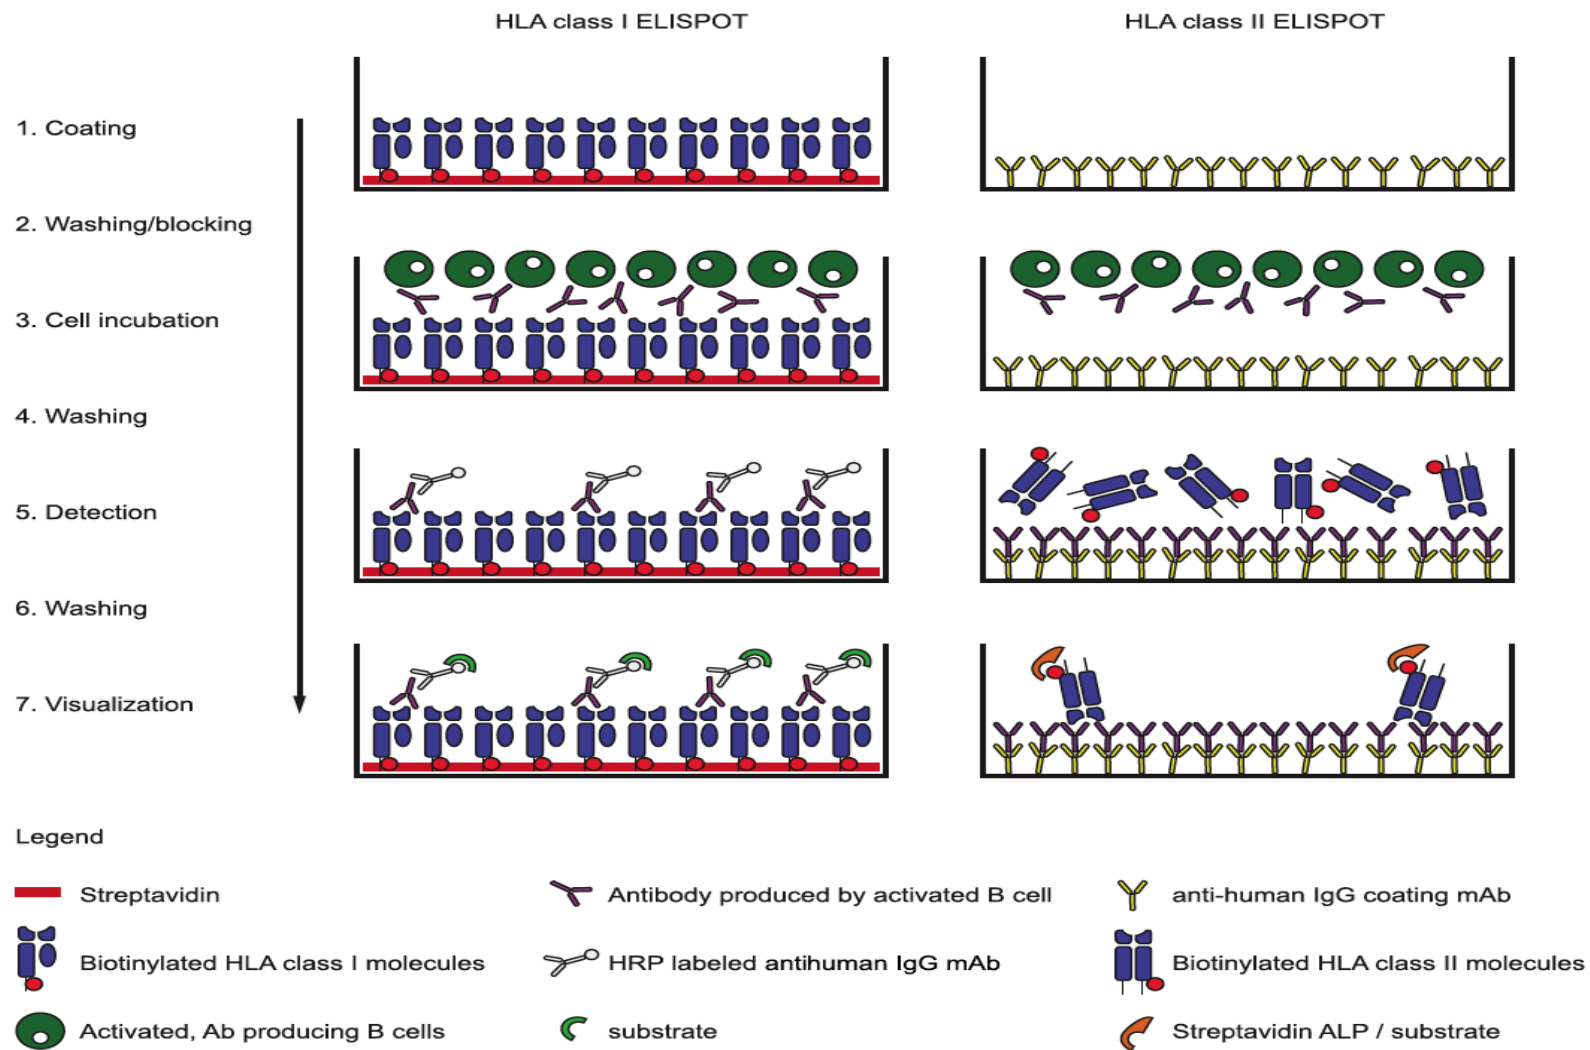 HLA class I ELISPOT
HLA class II ELISPOT
1. Coating
2. Washing/blocking
3. Cell incubation
4. Washing
5. Detection
6. Washing
7. Visualization
Legend
Streptavidin
Antibody produced by activated B cell
anti-human IgG coating mAb
Biotinylated HLA class I molecules
HRP labeled antihuman IgG mAb
Biotinylated HLA class II molecules
Activated, Ab producing B cells
substrate
Streptavidin ALP / substrate